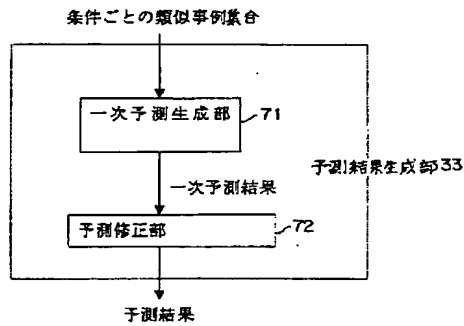 条件ごとの類似事例集合
一次予測生成部
71
予測結果生成部33
一次予測結果
予測修正部
72
予測結果